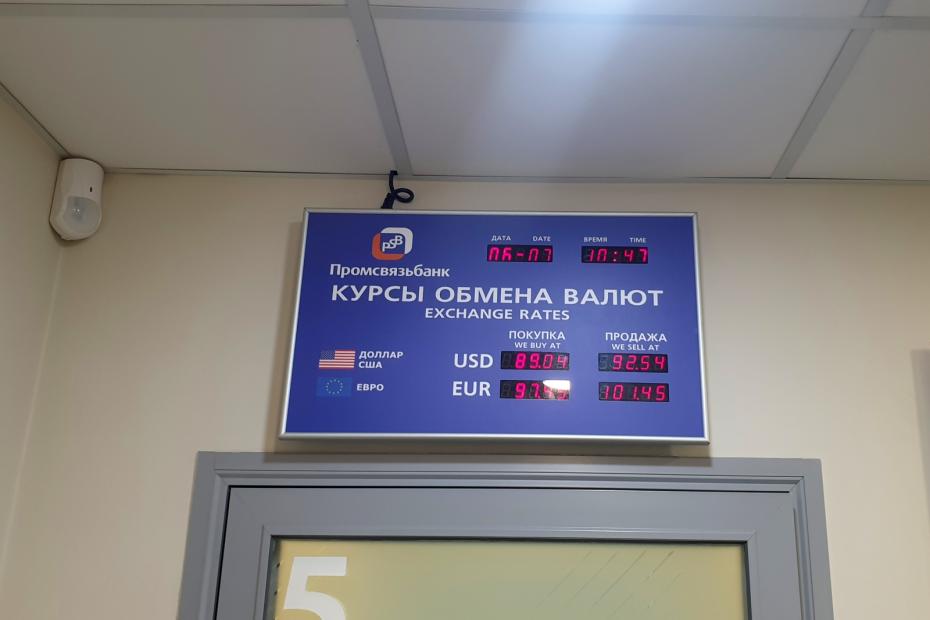 PSB
Промсвязьбанк
ДАТА DATE
06-07
ВРЕМЯ TIME
10:47
КУРСЫ ОБМЕНА ВАЛЮТ
EXCHANGE RATES
ПОКУПКА ПРОДАЖА
WE BUY AT WE SELL AT
ДОЛЛАР
США
USD 89.04 92.54
ЕВРО
EUR 101.45
5